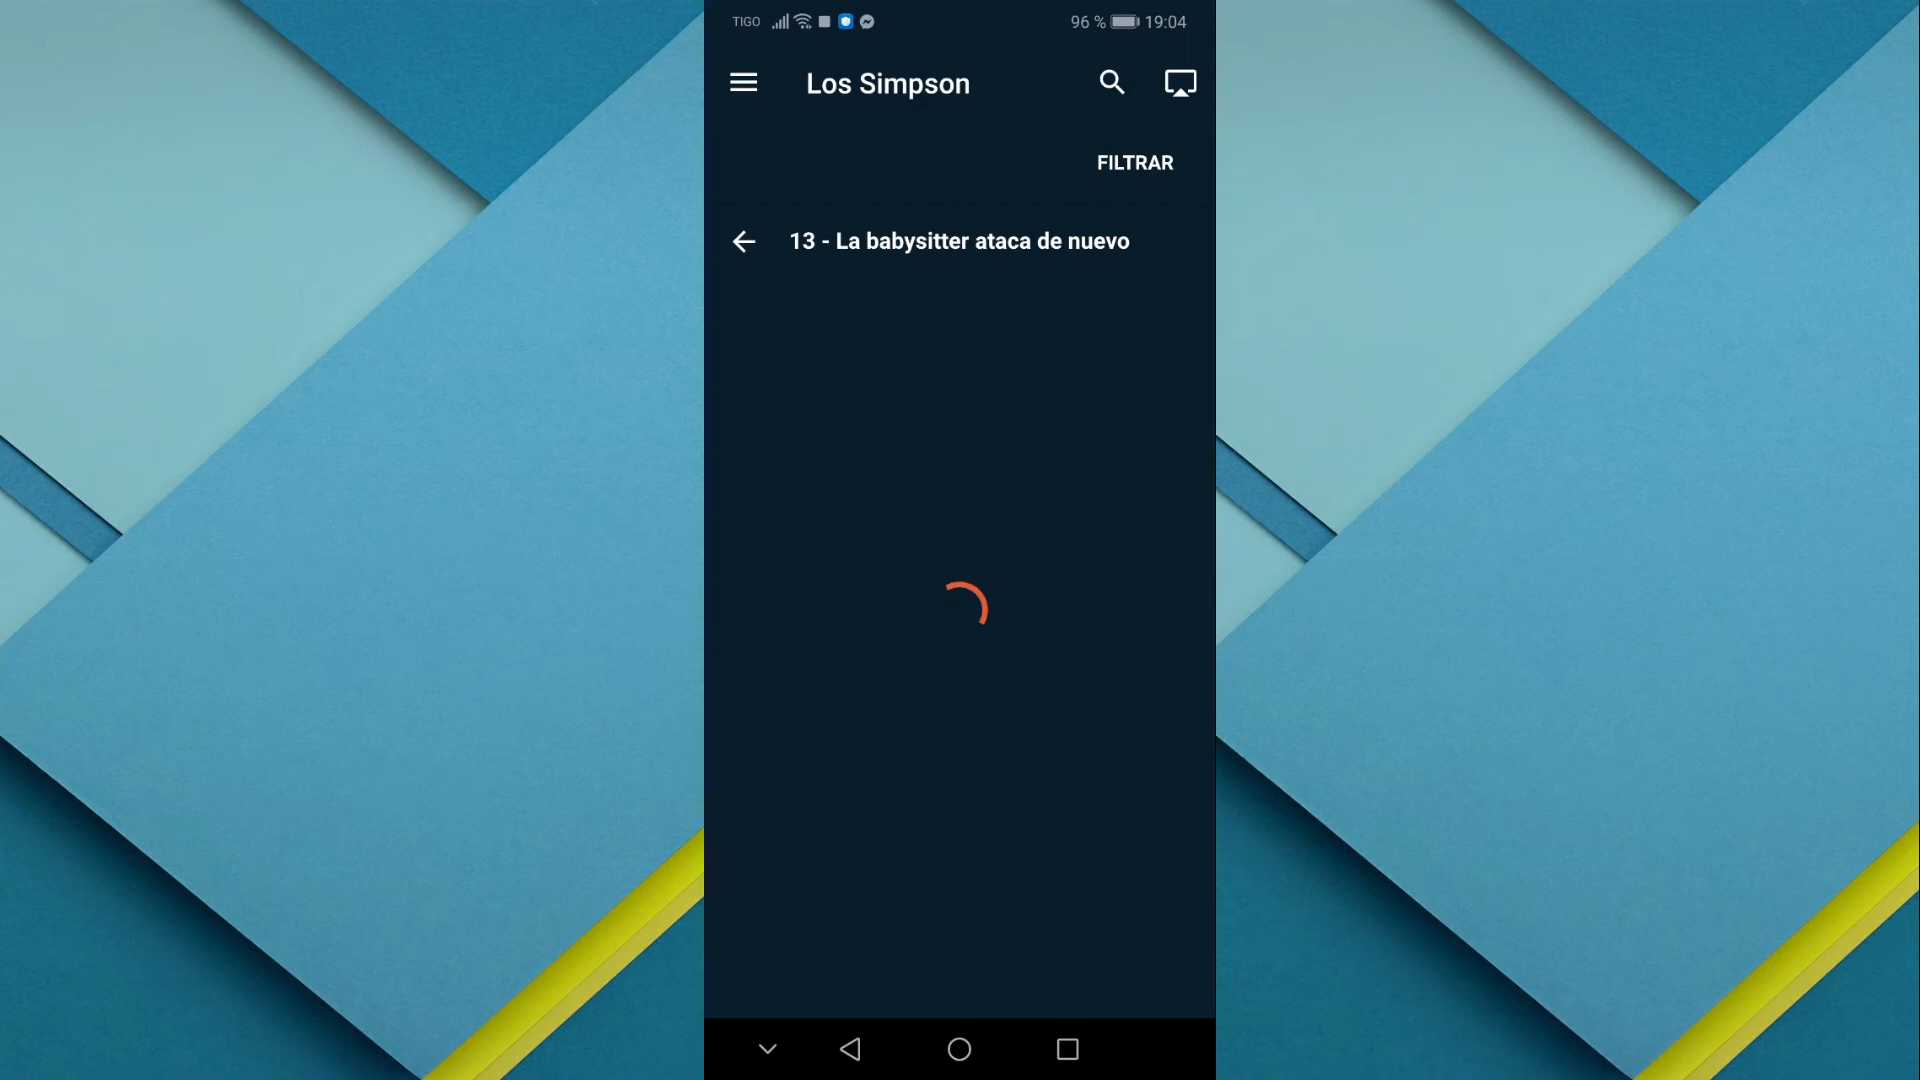 TIGO 96 % 19:04
Los Simpson
FILTRAR
13 - La babysitter ataca de nuevo